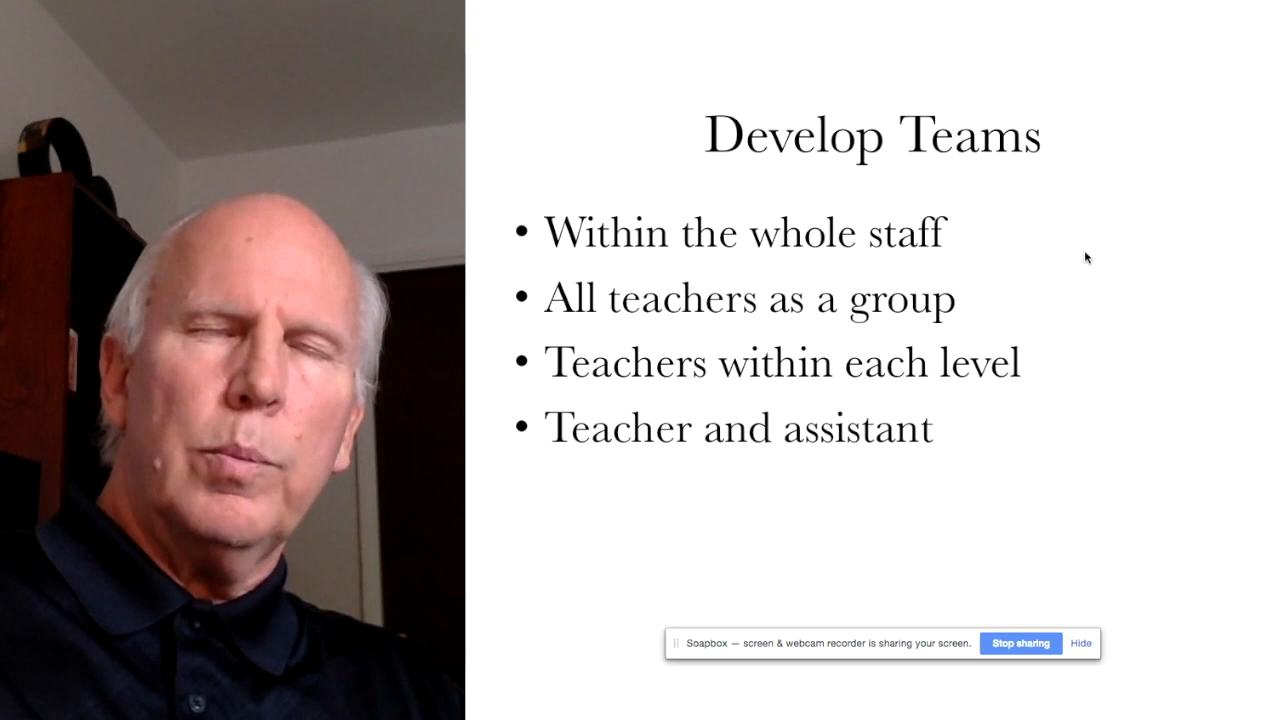 Develop Teams
• Within the whole staff
• All teachers as a group
• Teachers within each level
• Teacher and assistant
Soapbox — screen & webcam recorder is sharing your screen. Stop sharing Hide